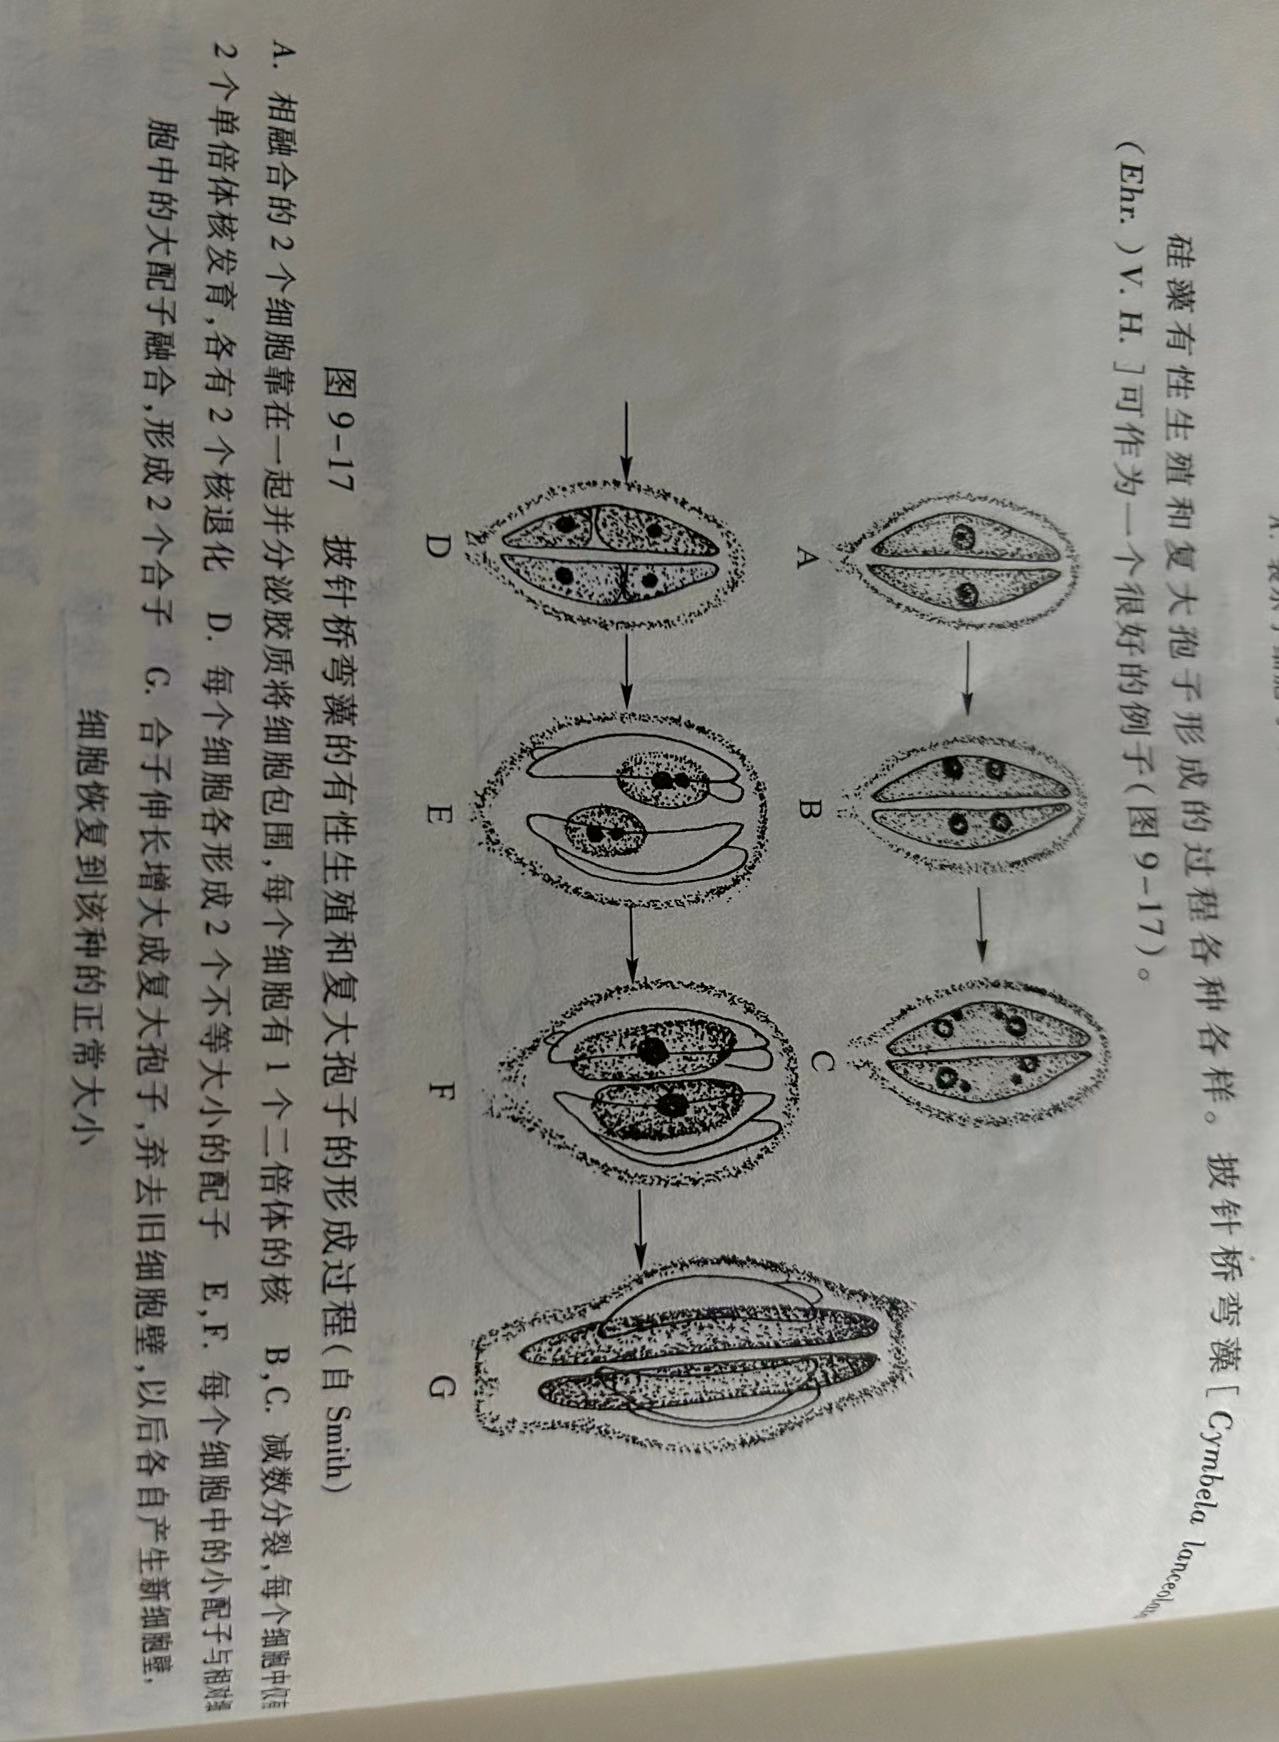 硅藻有性生殖和复大孢子形成的过程各种各样。披针桥弯藻[Cymbela lanceolata
(Ehr.)V. H.]可作为一个很好的例子(图9-17)。
A
B
C
D
E
F
G
图9-17 披针桥弯藻的有性生殖和复大孢子的形成过程(自 Smith)
A. 相融合的2个细胞靠在一起并分泌胶质将细胞包围,每个细胞有1个二倍体的核 B,C. 减数分裂,每个细胞中仅有
2个单倍体核发育,各有2个核退化 D. 每个细胞各形成2个不等大小的配子 E,F. 每个细胞中的小配子与相对细
胞中的大配子融合,形成2个合子 G. 合子伸长增大成复大孢子,弃去旧细胞壁,以后各自产生新细胞壁,
细胞恢复到该种的正常大小